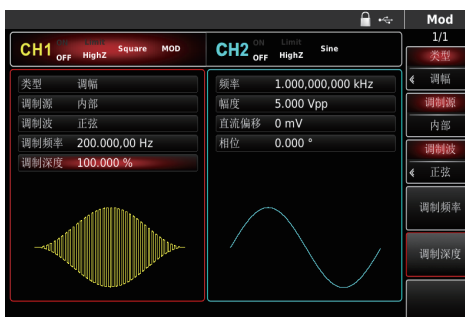 Mod
1/1
CH1 ON OFF Limit HighZ Square MOD
CH2 ON OFF Limit HighZ Sine
类型 调幅
调制源 内部
调制波 正弦
调制频率 200.000,00 Hz
调制深度 100.000 %
频率 1.000,000,000 kHz
幅度 5.000 Vpp
直流偏移 0 mV
相位 0.000 °
类型
调幅
调制源
内部
调制波
正弦
调制频率
调制深度